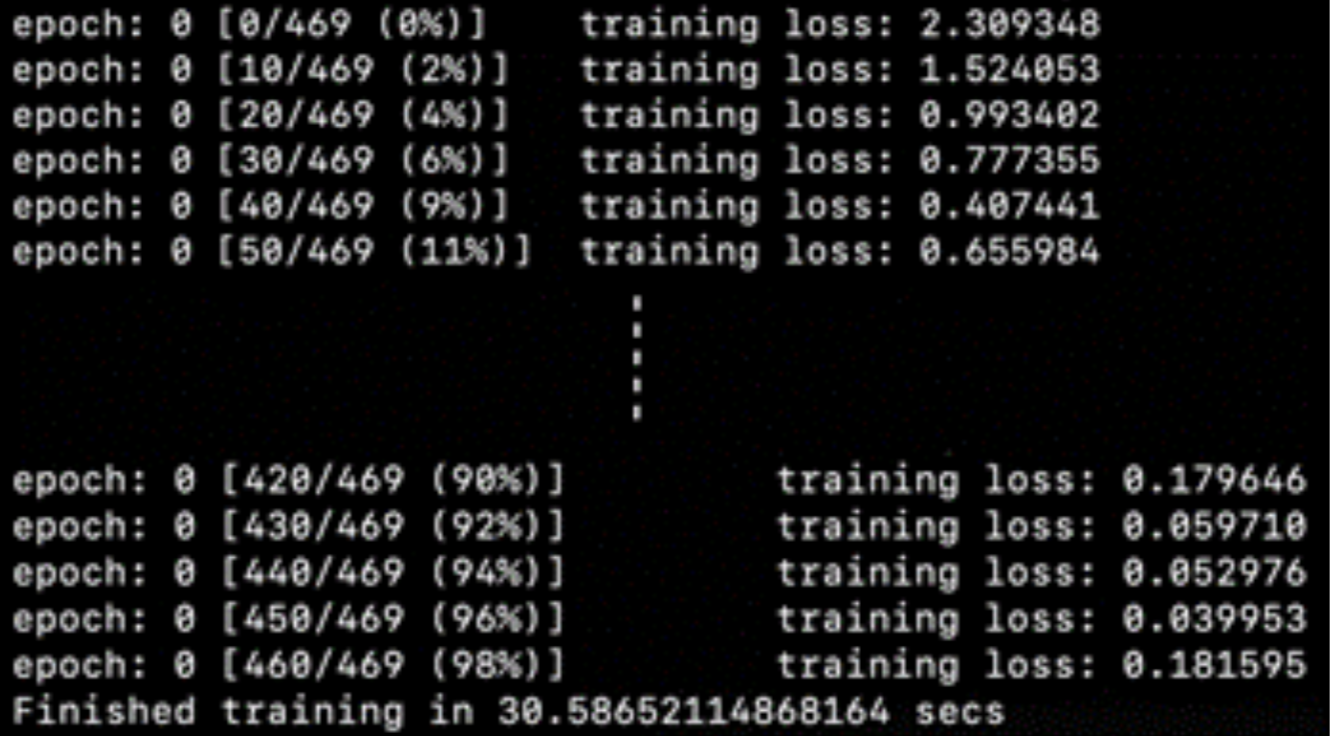 epoch: 0 [0/469 (0%)] training loss: 2.309348
epoch: 0 [10/469 (2%)] training loss: 1.524053
epoch: 0 [20/469 (4%)] training loss: 0.993402
epoch: 0 [30/469 (6%)] training loss: 0.777355
epoch: 0 [40/469 (9%)] training loss: 0.407441
epoch: 0 [50/469 (11%)] training loss: 0.655984
epoch: 0 [420/469 (90%)] training loss: 0.179646
epoch: 0 [430/469 (92%)] training loss: 0.059710
epoch: 0 [440/469 (94%)] training loss: 0.052976
epoch: 0 [450/469 (96%)] training loss: 0.039953
epoch: 0 [460/469 (98%)] training loss: 0.181595
Finished training in 30.58652114868164 secs